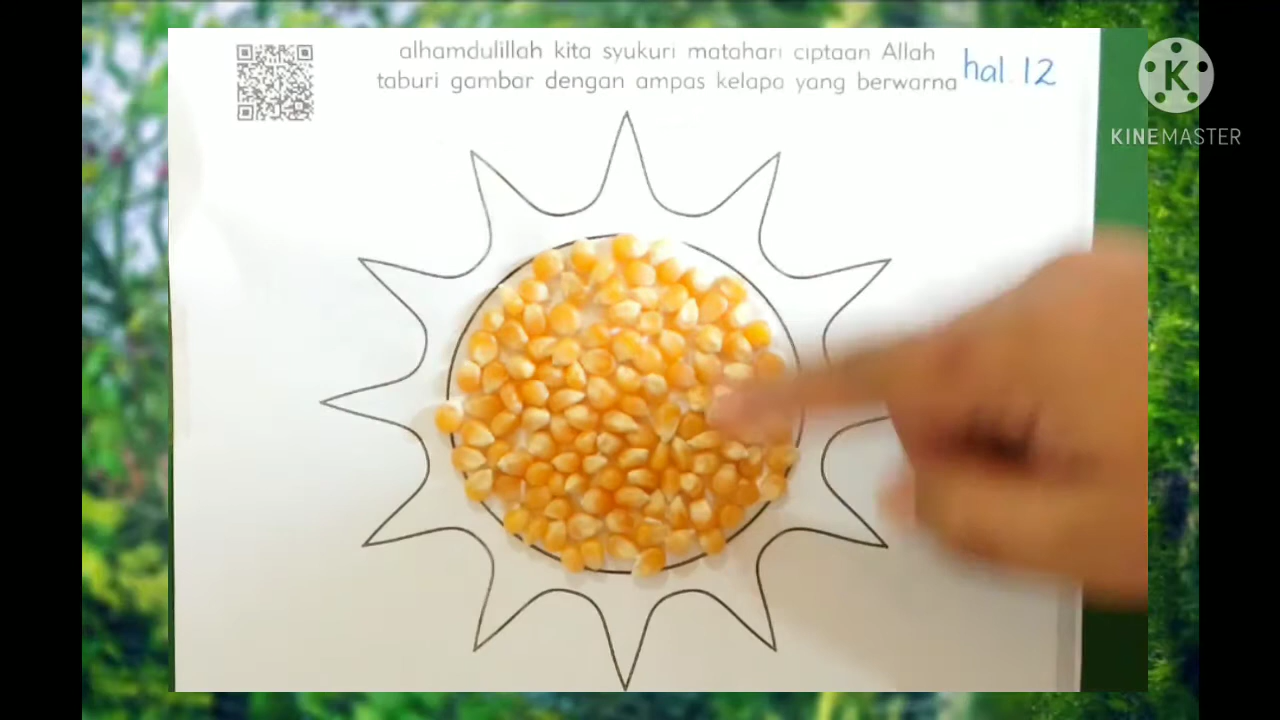 alhamdulillah kita syukuri matahari ciptaan Allah
taburi gambar dengan ampas kelapa yang berwarna
hal. 12
K
KINEMASTER